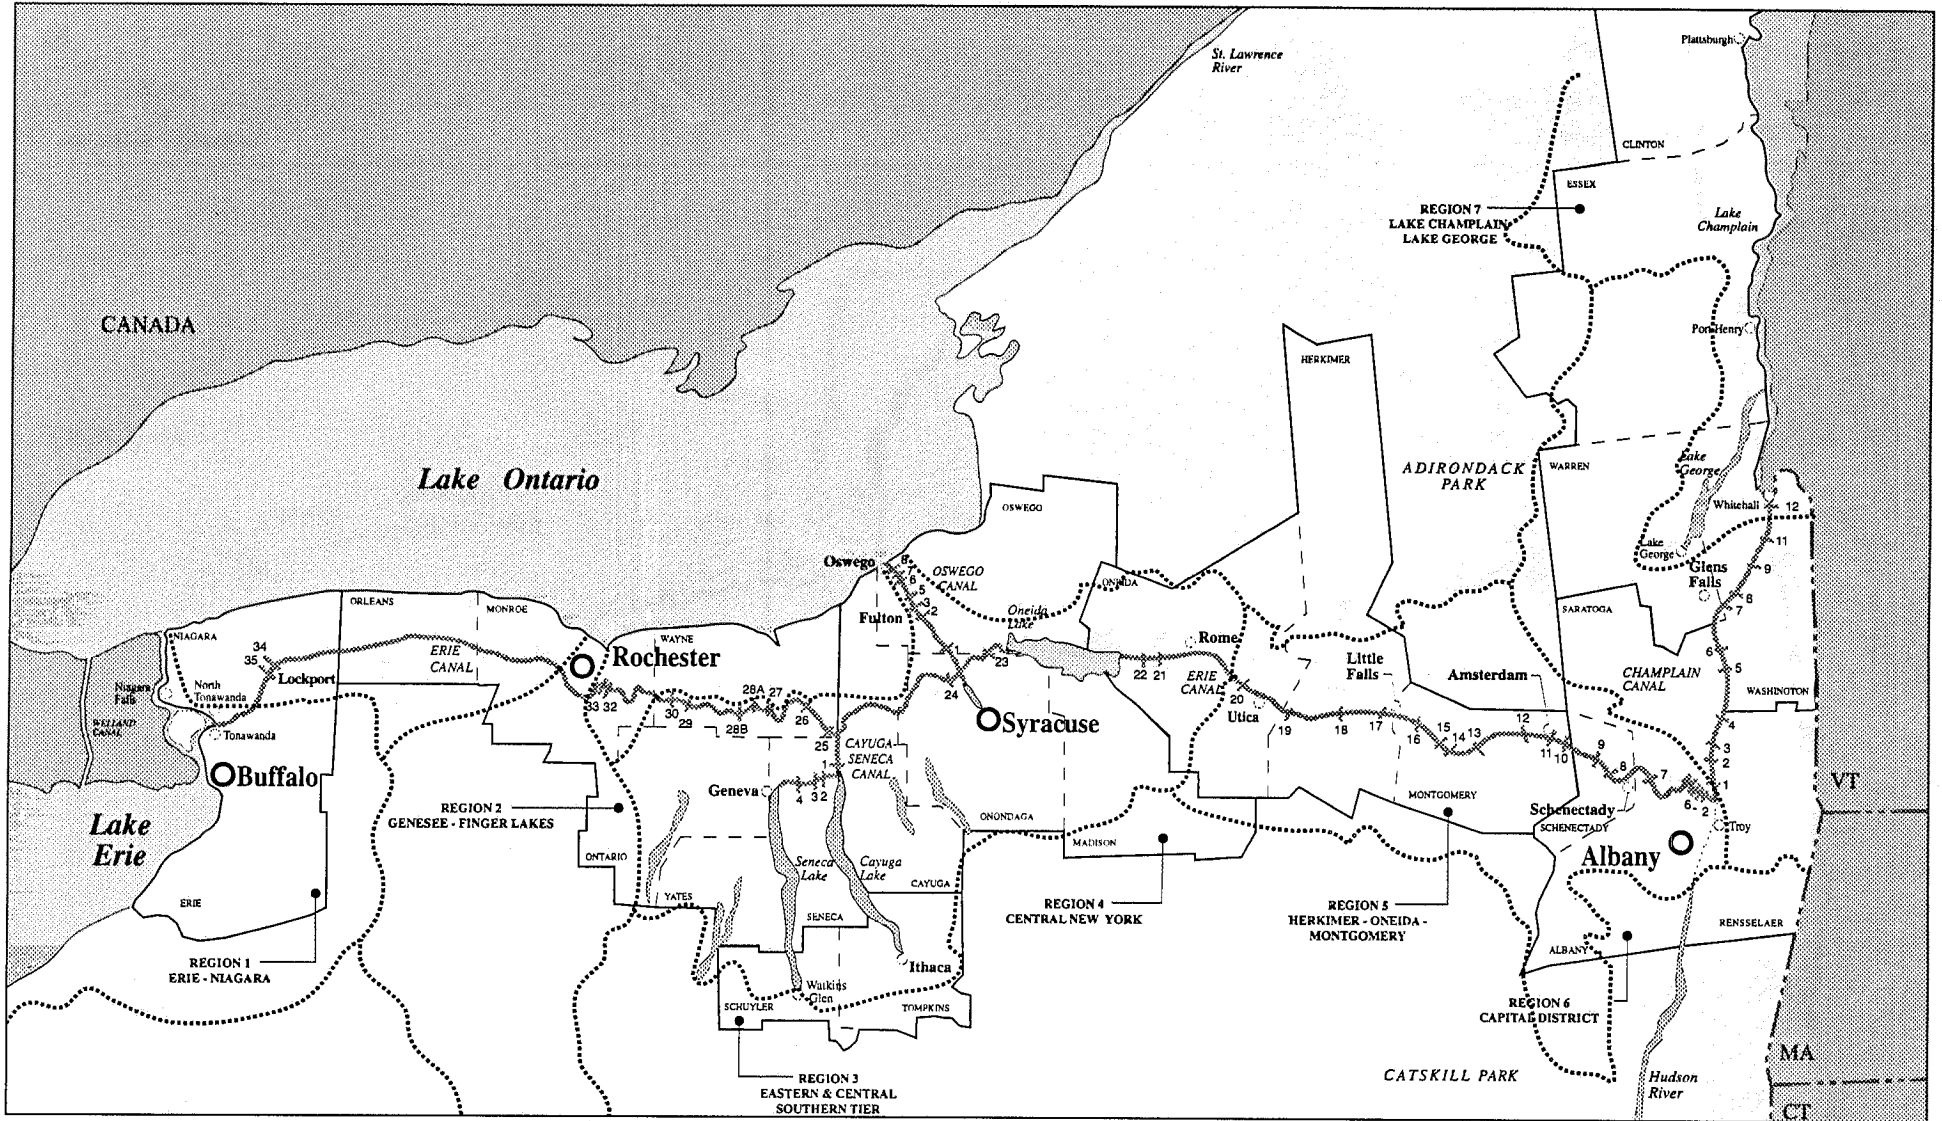 Plattsburgh
St. Lawrence
River
CLINTON
ESSEX
REGION 7
LAKE CHAMPLAIN
LAKE GEORGE
Lake
Champlain
CANADA
Port Henry
HERKIMER
Lake Ontario
ADIRONDACK
PARK
WARREN
Lake
George
Whitehall
12
OSWEGO
11
Lake
George
Glens
Falls
9
8
7
Oswego
8
7
6
5
3
2
OSWEGO
CANAL
ONEIDA
Fulton
Oneida
Lake
ORLEANS
MONROE
SARATOGA
NIAGARA
WAYNE
Rome
34
35
ERIE
CANAL
Rochester
23
22
21
Little
Falls
6
5
Lockport
24
ERIE
CANAL
20
Amsterdam
CHAMPLAIN
CANAL
WASHINGTON
Niagara
Falls
North
Tonawanda
33
32
30
29
28A
27
28B
26
25
Utica
19
18
17
16
15
14
13
12
11
10
9
8
7
6
2
4
3
2
1
WELLAND
CANAL
Tonawanda
Syracuse
CAYUGA-
SENECA
CANAL
1
Buffalo
Geneva
4
3
2
VT
REGION 2
GENESEE - FINGER LAKES
ONONDAGA
MONTGOMERY
Schenectady
SCHENECTADY
Troy
Lake
Erie
MADISON
Albany
ONTARIO
Seneca
Lake
Cayuga
Lake
CAYUGA
YATES
ERIE
SENECA
REGION 4
CENTRAL NEW YORK
REGION 5
HERKIMER - ONEIDA -
MONTGOMERY
RENSSELAER
ALBANY
REGION 1
ERIE - NIAGARA
Ithaca
Watkins
Glen
SCHUYLER
TOMPKINS
REGION 6
CAPITAL DISTRICT
MA
REGION 3
EASTERN & CENTRAL
SOUTHERN TIER
CATSKILL PARK
Hudson
River
CT